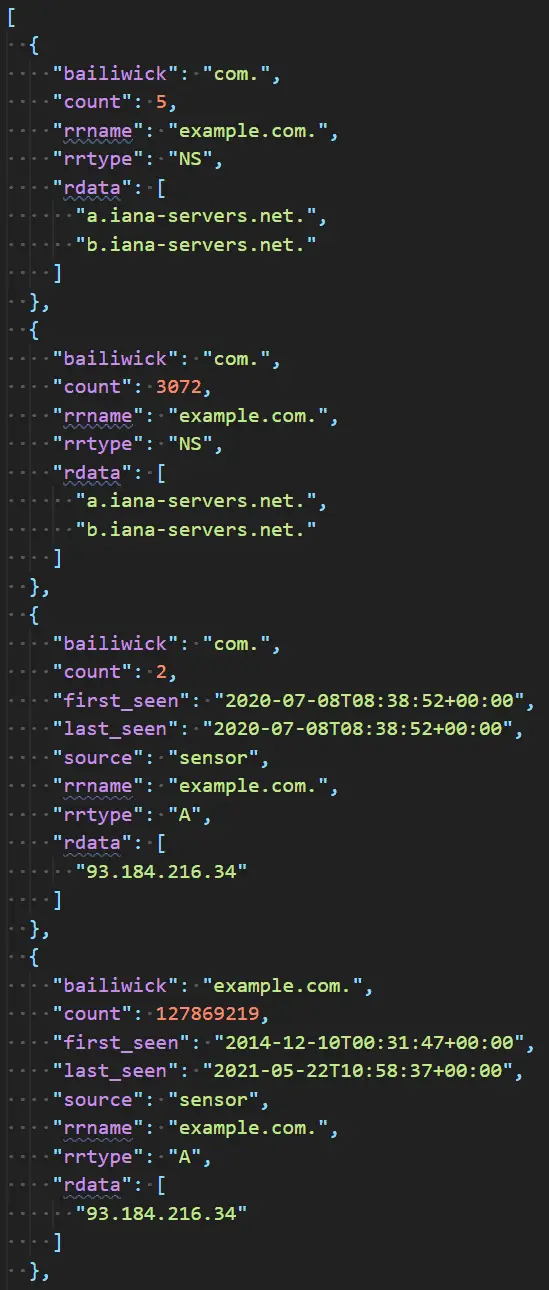 [
  {
    "bailiwick": "com.",
    "count": 5,
    "rrname": "example.com.",
    "rrtype": "NS",
    "rdata": [
      "a.iana-servers.net.",
      "b.iana-servers.net."
    ]
  },
  {
    "bailiwick": "com.",
    "count": 3072,
    "rrname": "example.com.",
    "rrtype": "NS",
    "rdata": [
      "a.iana-servers.net.",
      "b.iana-servers.net."
    ]
  },
  {
    "bailiwick": "com.",
    "count": 2,
    "first_seen": "2020-07-08T08:38:52+00:00",
    "last_seen": "2020-07-08T08:38:52+00:00",
    "source": "sensor",
    "rrname": "example.com.",
    "rrtype": "A",
    "rdata": [
      "93.184.216.34"
    ]
  },
  {
    "bailiwick": "example.com.",
    "count": 127869219,
    "first_seen": "2014-12-10T00:31:47+00:00",
    "last_seen": "2021-05-22T10:58:37+00:00",
    "source": "sensor",
    "rrname": "example.com.",
    "rrtype": "A",
    "rdata": [
      "93.184.216.34"
    ]
  },